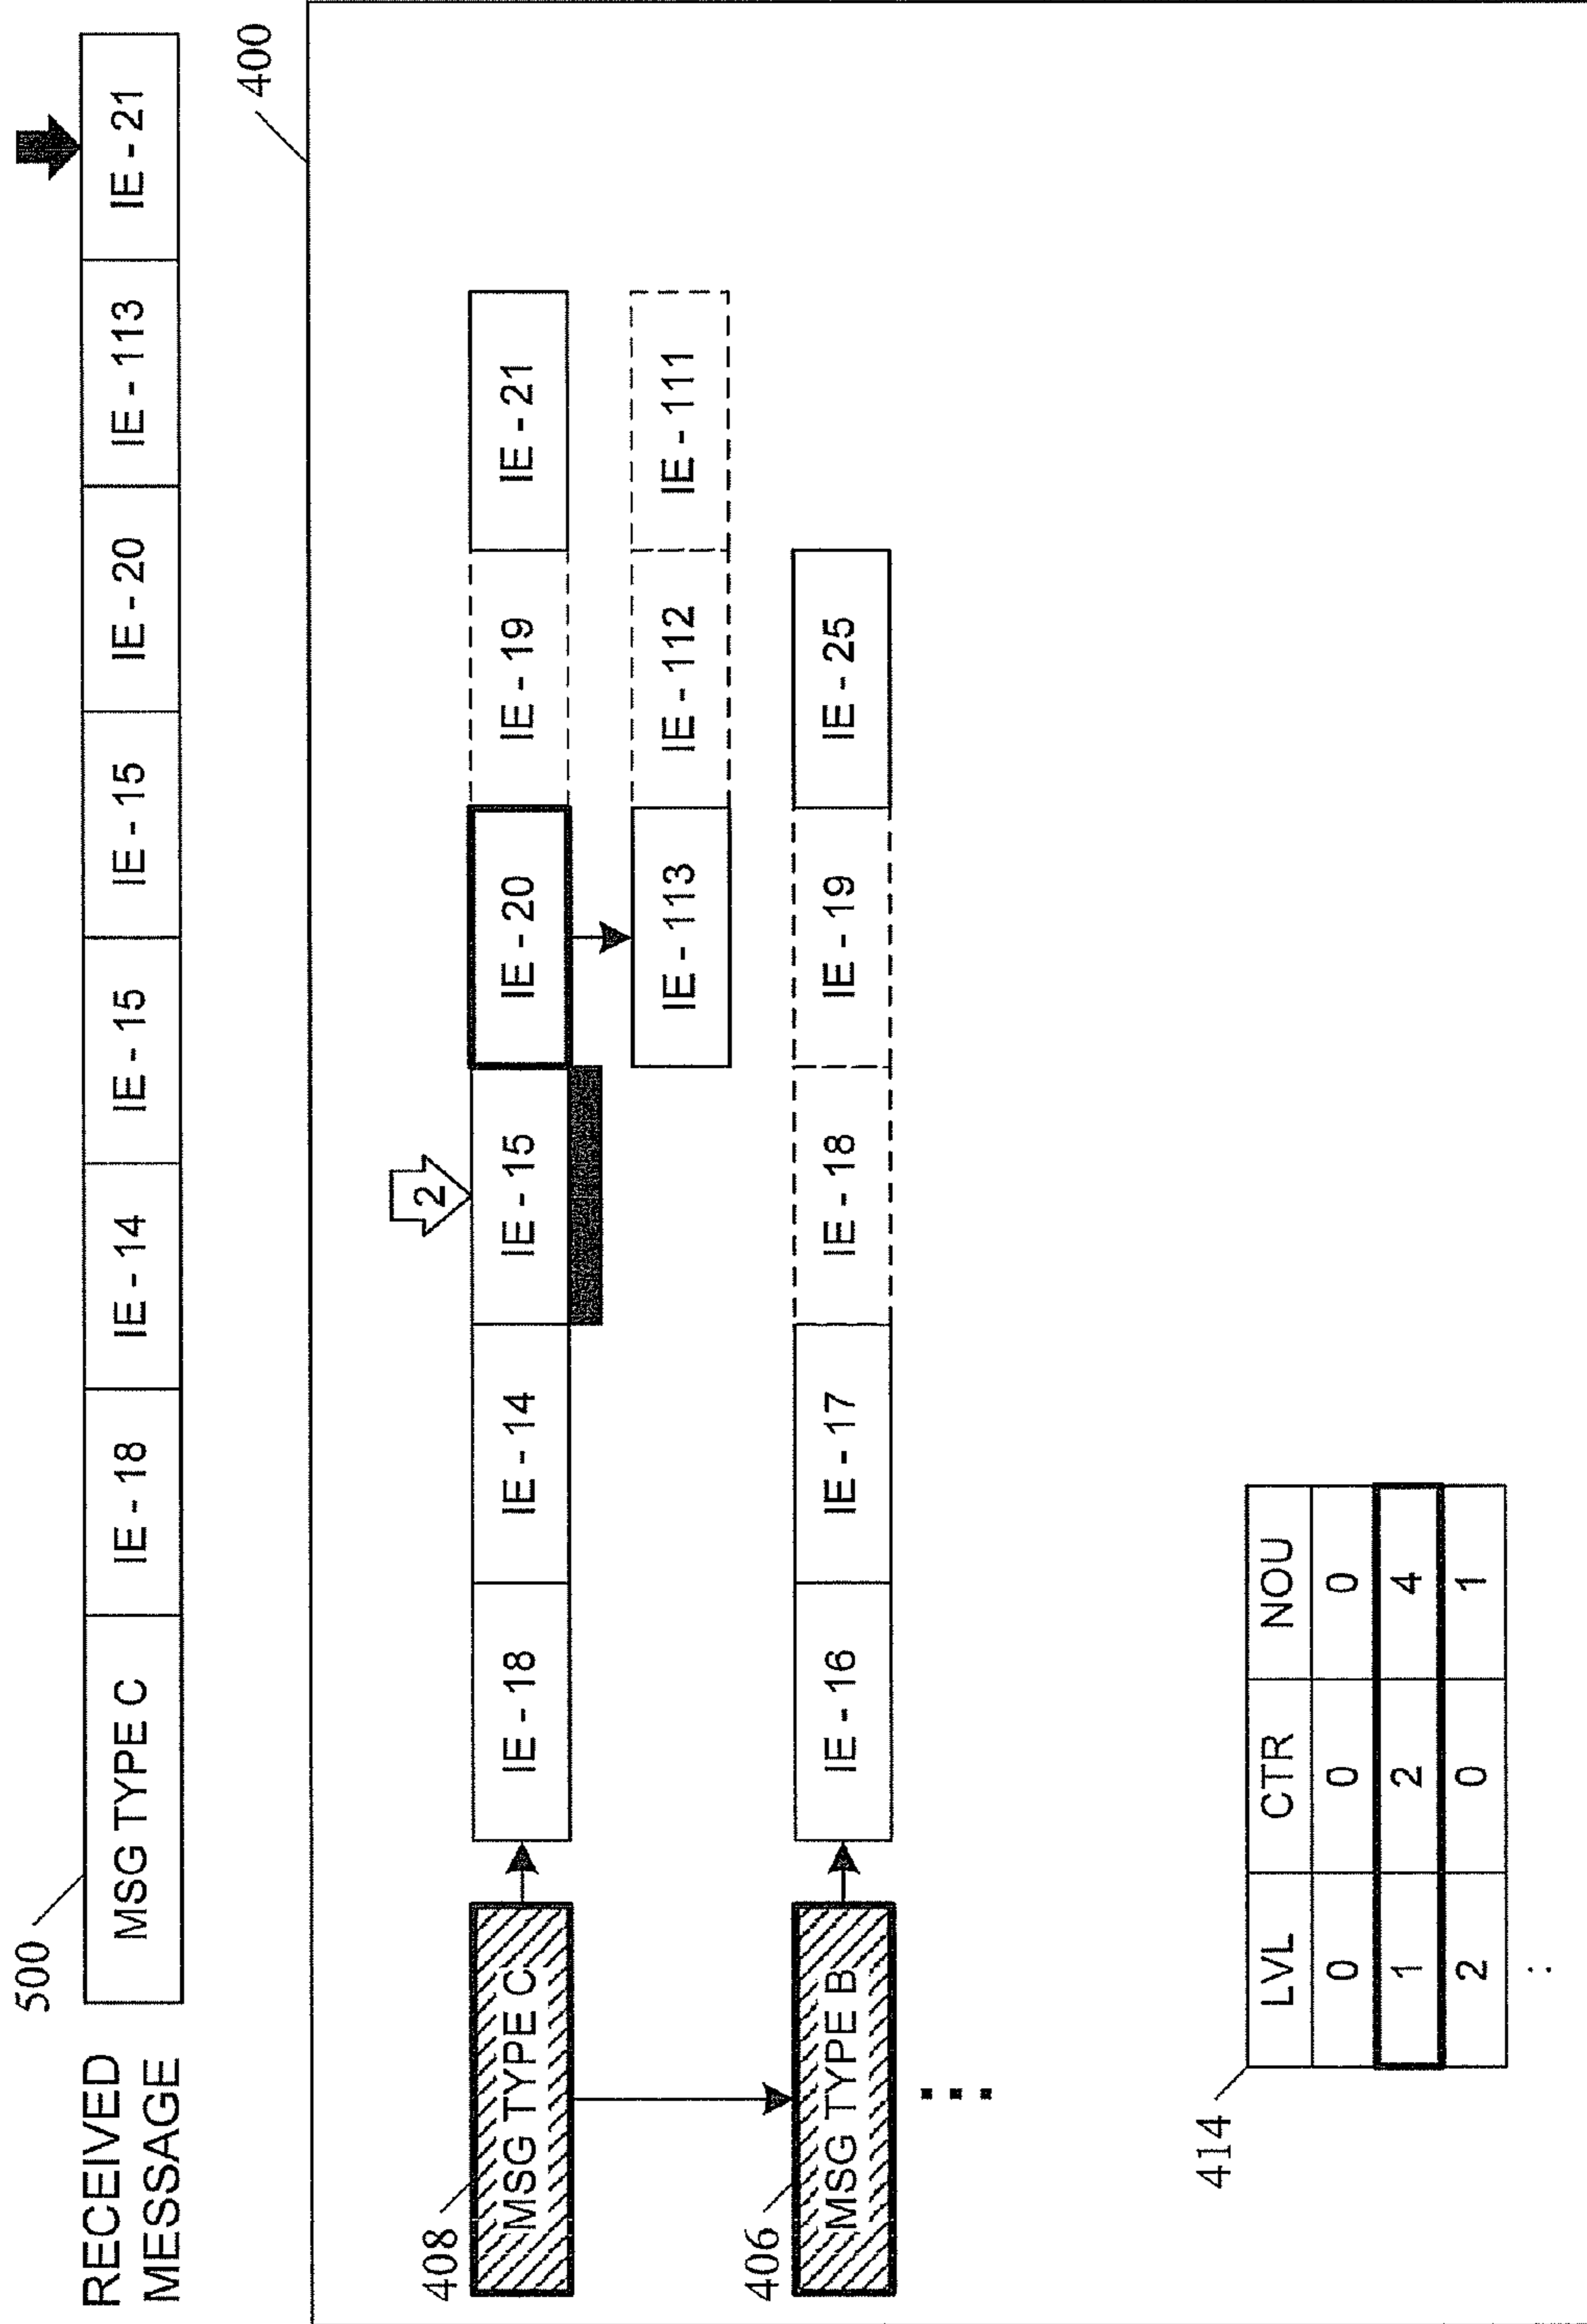 RECEIVED
MESSAGE
500
MSG TYPE C IE - 18 IE - 14 IE - 15 IE - 15 IE - 20 IE - 113 IE - 21
400
2
408
MSG TYPE C IE - 18 IE - 14 IE - 15 IE - 20 IE - 19 IE - 21
IE - 113 IE - 112 IE - 111
406
MSG TYPE B IE - 16 IE - 17 IE - 18 IE - 19 IE - 25
414
LVL CTR NOU
0 0 0
1 2 4
2 0 1